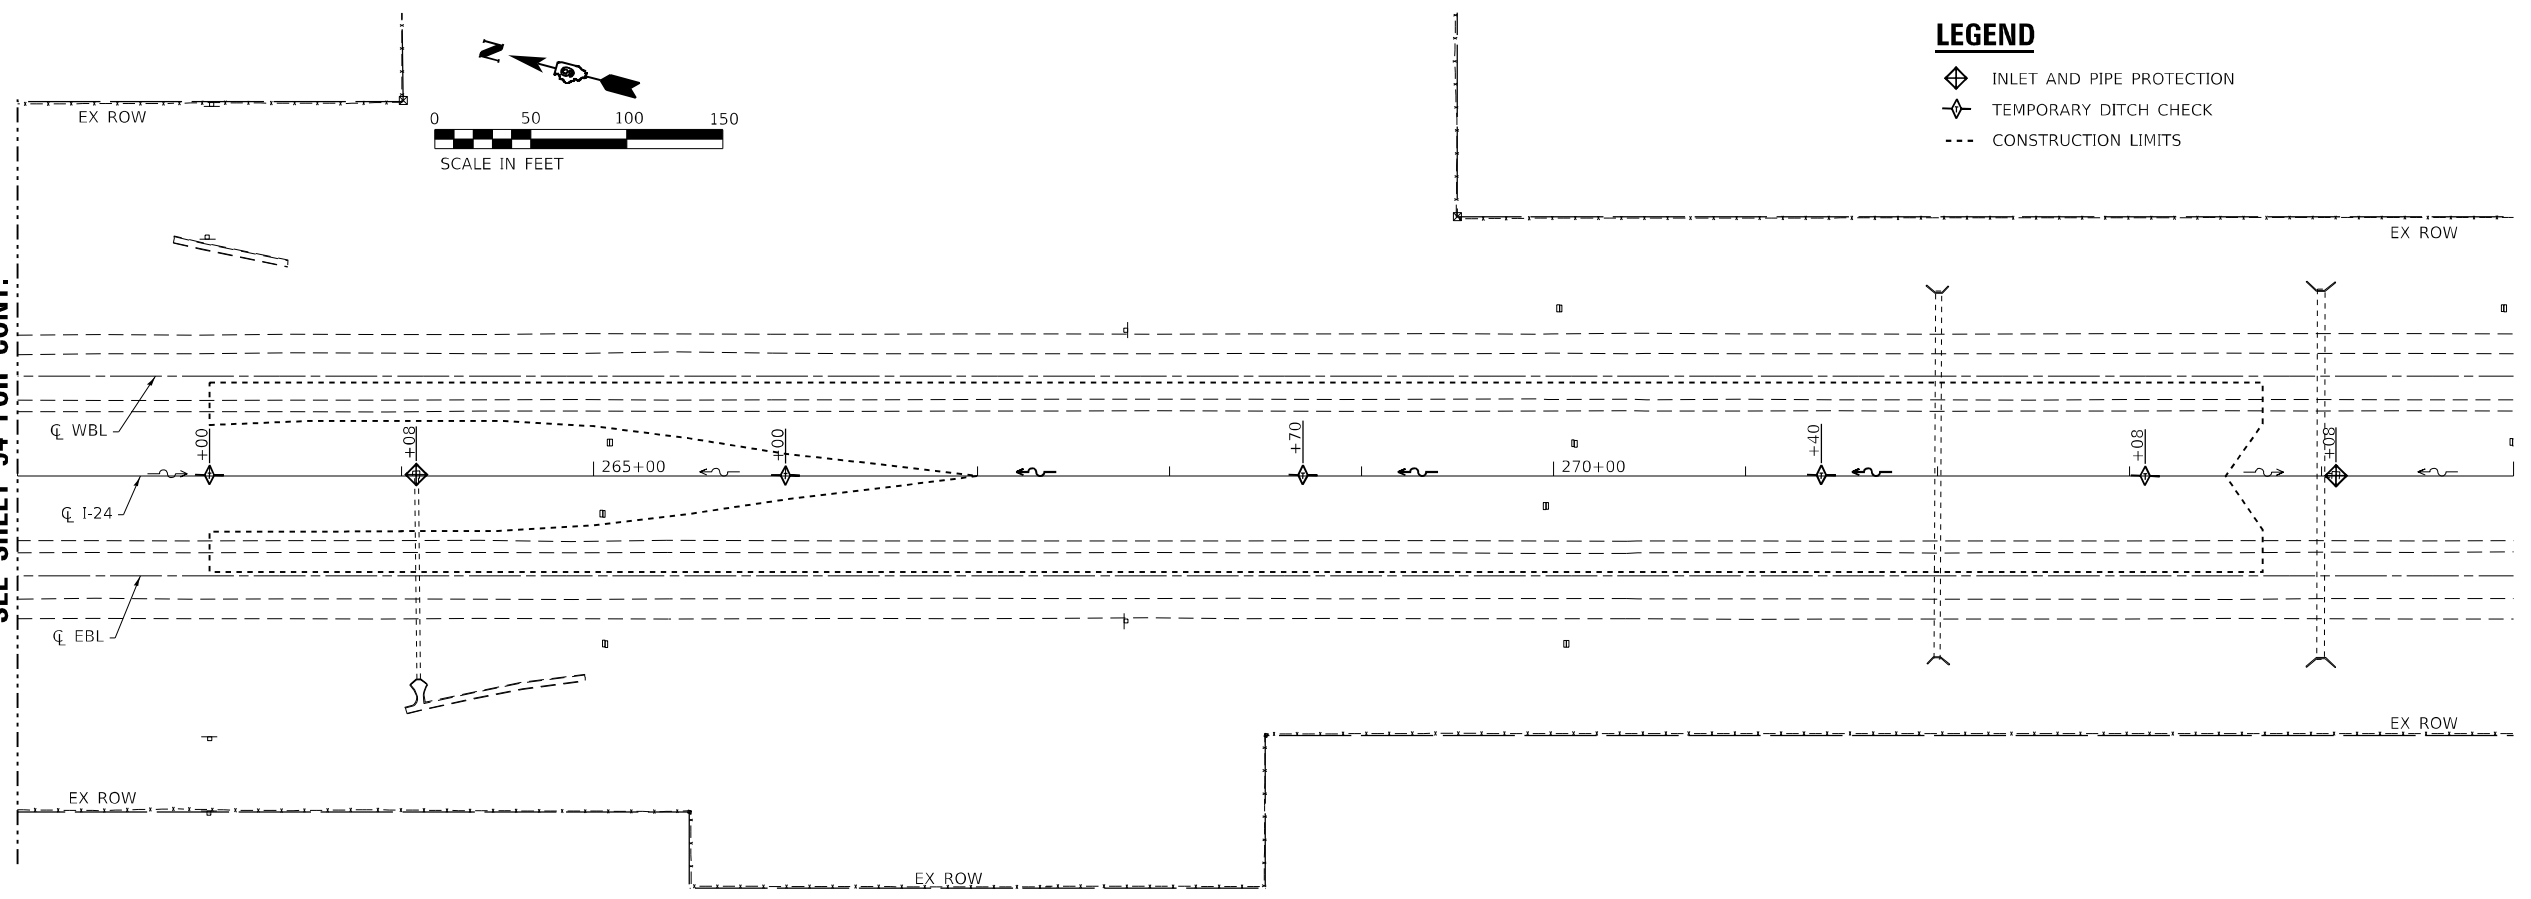 LEGEND
INLET AND PIPE PROTECTION
TEMPORARY DITCH CHECK
CONSTRUCTION LIMITS
N
0 50 100 150
SCALE IN FEET
EX ROW
EX ROW
℄ WBL
+00
+08
+00
+70
+40
+08
+08
265+00
270+00
℄ I-24
℄ EBL
EX ROW
EX ROW
EX ROW